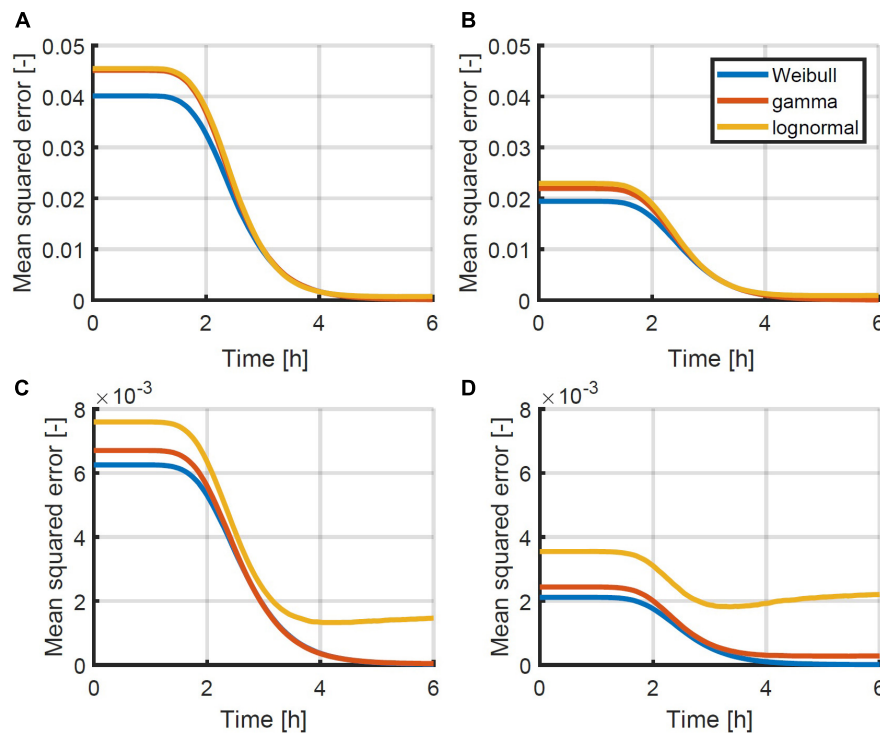 A
Mean squared error [-]
0.05
0.04
0.03
0.02
0.01
0
0 2 4 6
Time [h]
B
Mean squared error [-]
0.05
0.04
0.03
0.02
0.01
0
0 2 4 6
Time [h]
Weibull
gamma
lognormal
C
×10⁻³
Mean squared error [-]
8
6
4
2
0
0 2 4 6
Time [h]
D
×10⁻³
Mean squared error [-]
8
6
4
2
0
0 2 4 6
Time [h]